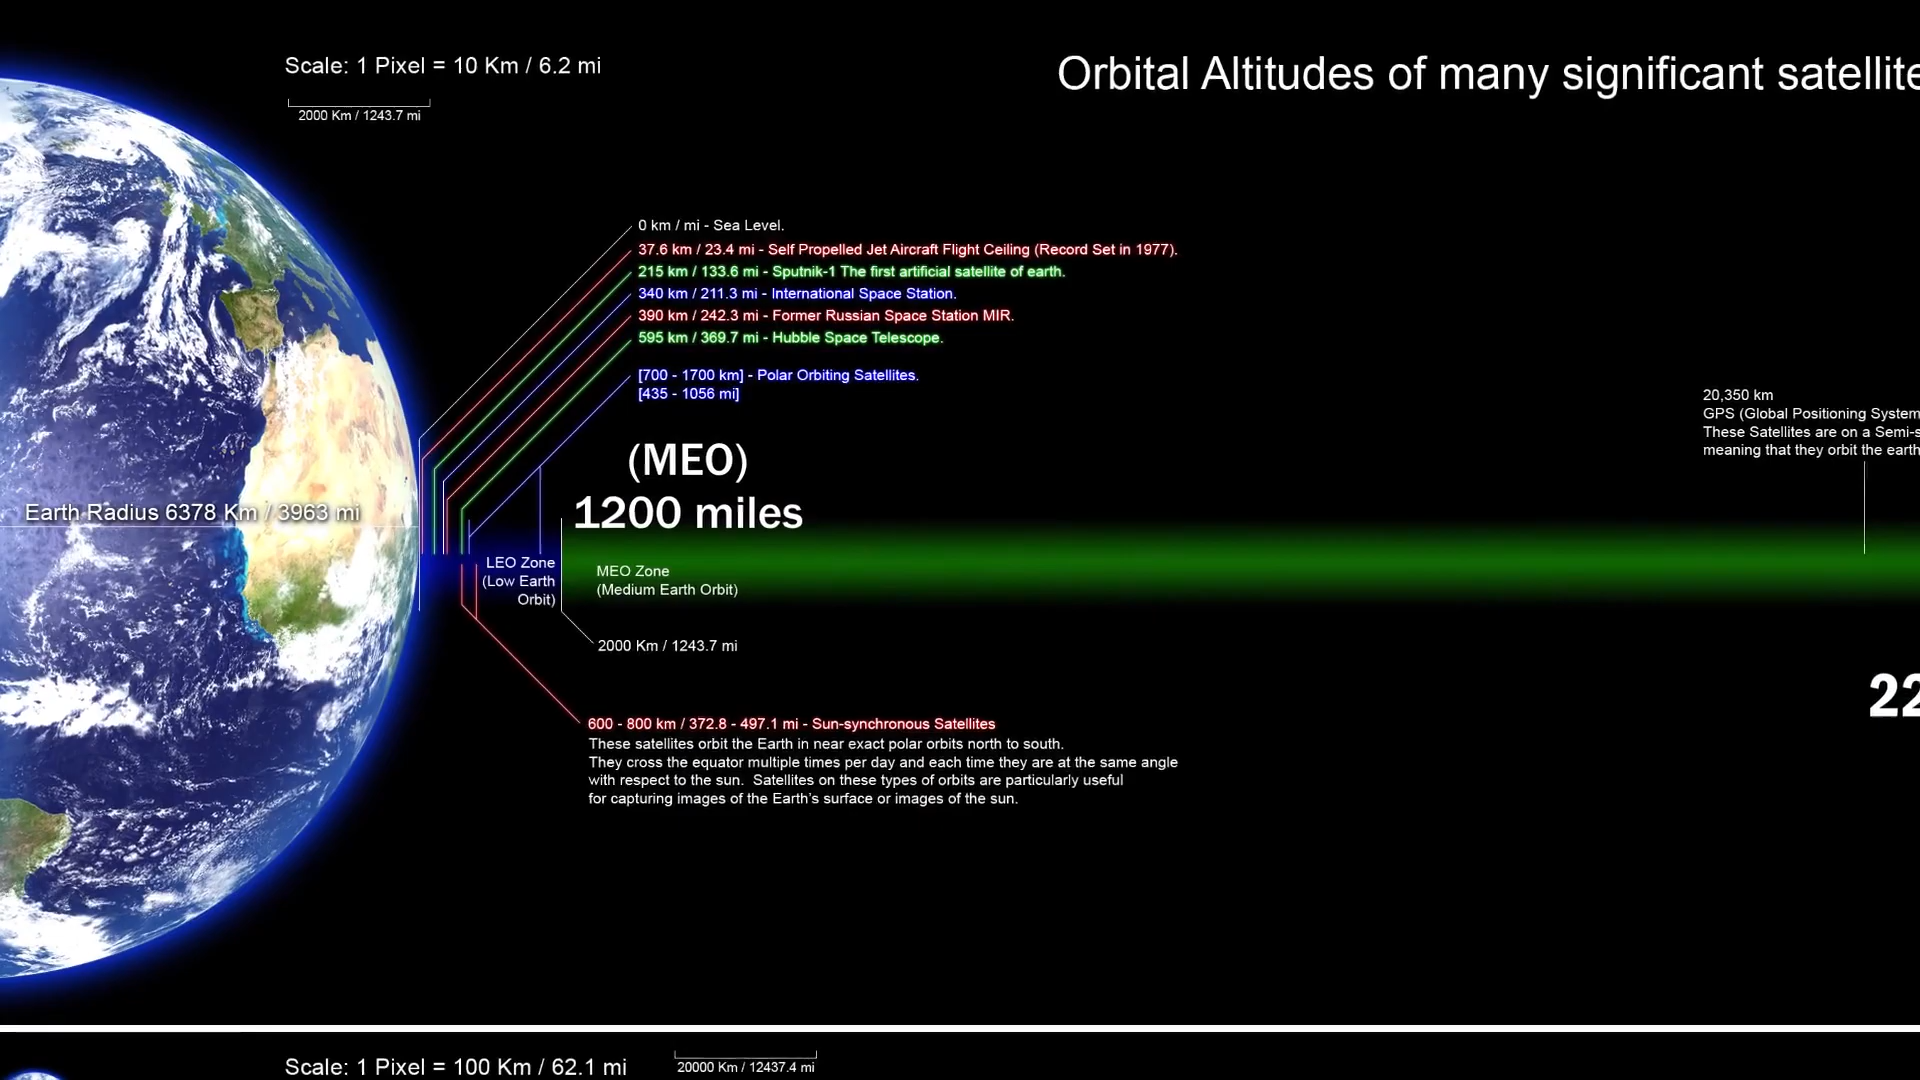 Scale: 1 Pixel = 10 Km / 6.2 mi
2000 Km / 1243.7 mi
Orbital Altitudes of many significant satellite
0 km / mi - Sea Level.
37.6 km / 23.4 mi - Self Propelled Jet Aircraft Flight Ceiling (Record Set in 1977).
215 km / 133.6 mi - Sputnik-1 The first artificial satellite of earth.
340 km / 211.3 mi - International Space Station.
390 km / 242.3 mi - Former Russian Space Station MIR.
595 km / 369.7 mi - Hubble Space Telescope.
[700 - 1700 km] - Polar Orbiting Satellites.
[435 - 1056 mi]
20,350 km
GPS (Global Positioning System
These Satellites are on a Semi-s
meaning that they orbit the earth
(MEO)
1200 miles
Earth Radius 6378 Km / 3963 mi
LEO Zone
(Low Earth
Orbit)
MEO Zone
(Medium Earth Orbit)
2000 Km / 1243.7 mi
22
600 - 800 km / 372.8 - 497.1 mi - Sun-synchronous Satellites
These satellites orbit the Earth in near exact polar orbits north to south.
They cross the equator multiple times per day and each time they are at the same angle
with respect to the sun.  Satellites on these types of orbits are particularly useful
for capturing images of the Earth's surface or images of the sun.
Scale: 1 Pixel = 100 Km / 62.1 mi
20000 Km / 12437.4 mi